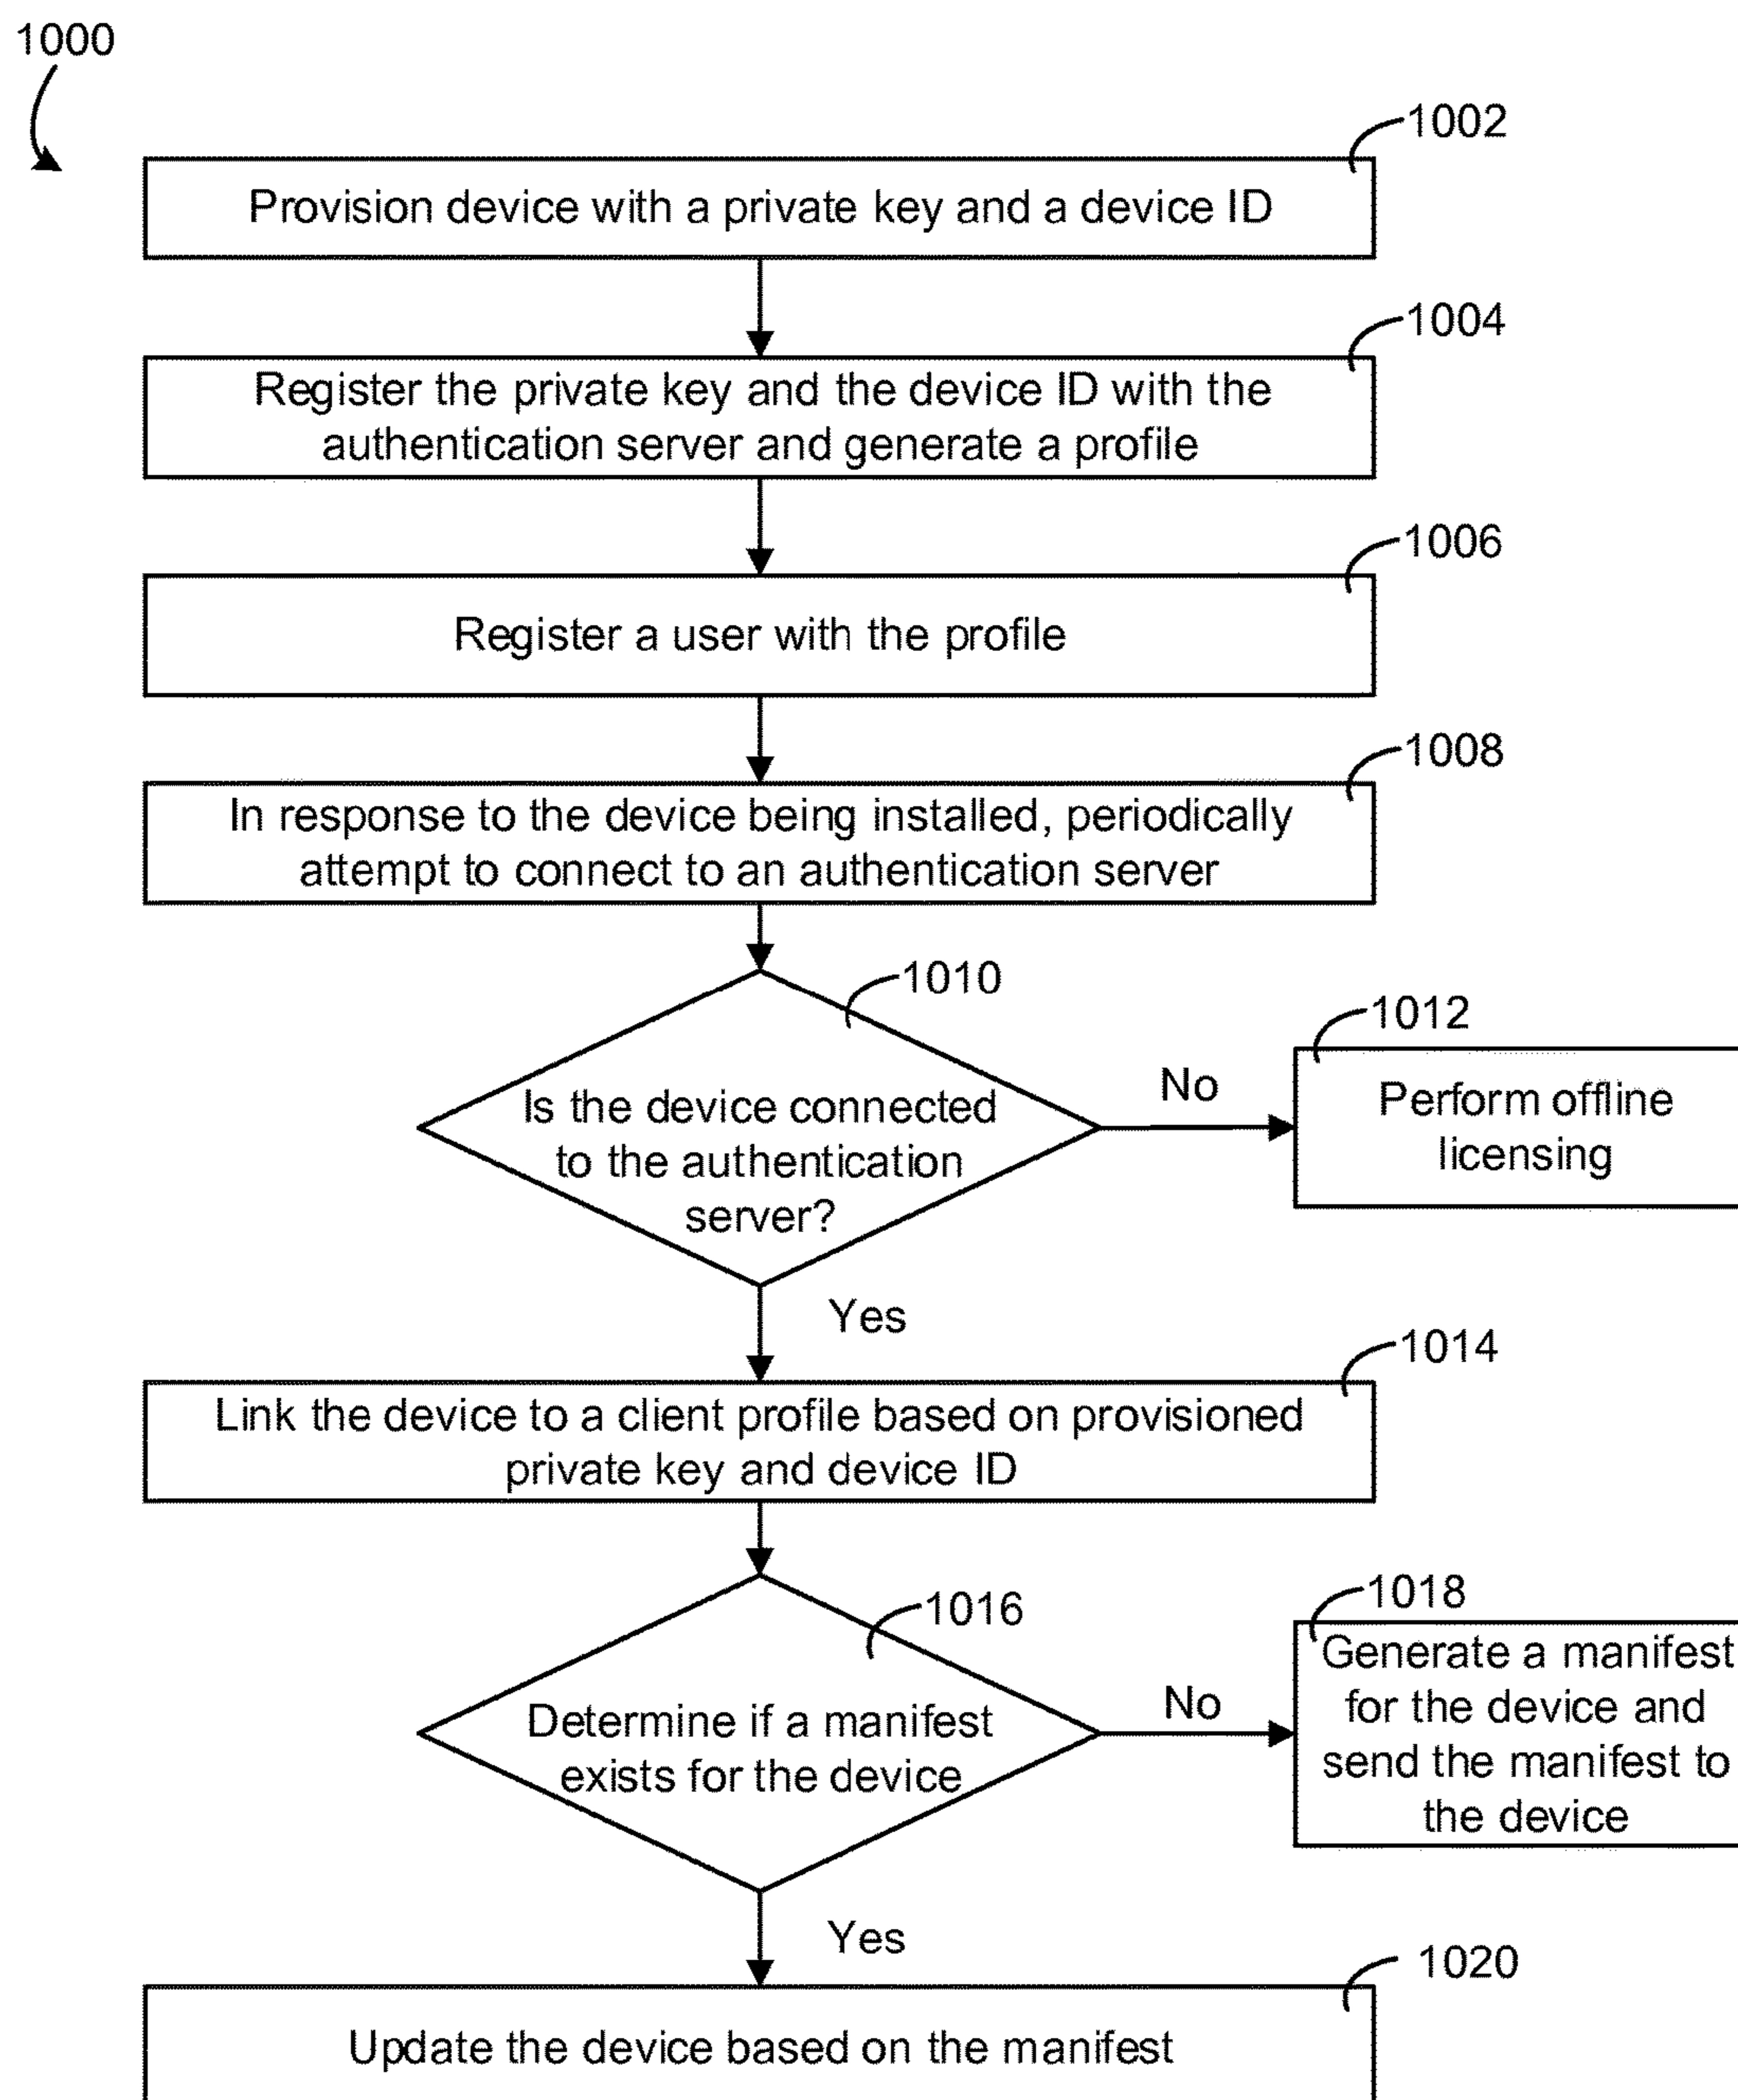 1000
1002
Provision device with a private key and a device ID
1004
Register the private key and the device ID with the
authentication server and generate a profile
1006
Register a user with the profile
1008
In response to the device being installed, periodically
attempt to connect to an authentication server
1010
Is the device connected
to the authentication
server?
No
1012
Perform offline
licensing
Yes
1014
Link the device to a client profile based on provisioned
private key and device ID
1016
Determine if a manifest
exists for the device
No
1018
Generate a manifest
for the device and
send the manifest to
the device
Yes
1020
Update the device based on the manifest